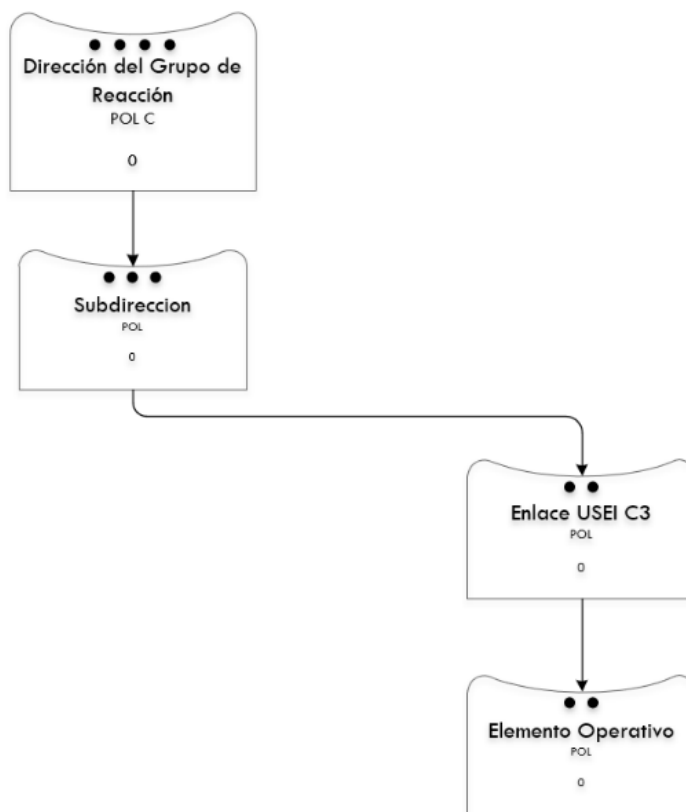 Dirección del Grupo de
Reacción
POL C
0
Subdireccion
POL
0
Enlace USEI C3
POL
0
Elemento Operativo
POL
0